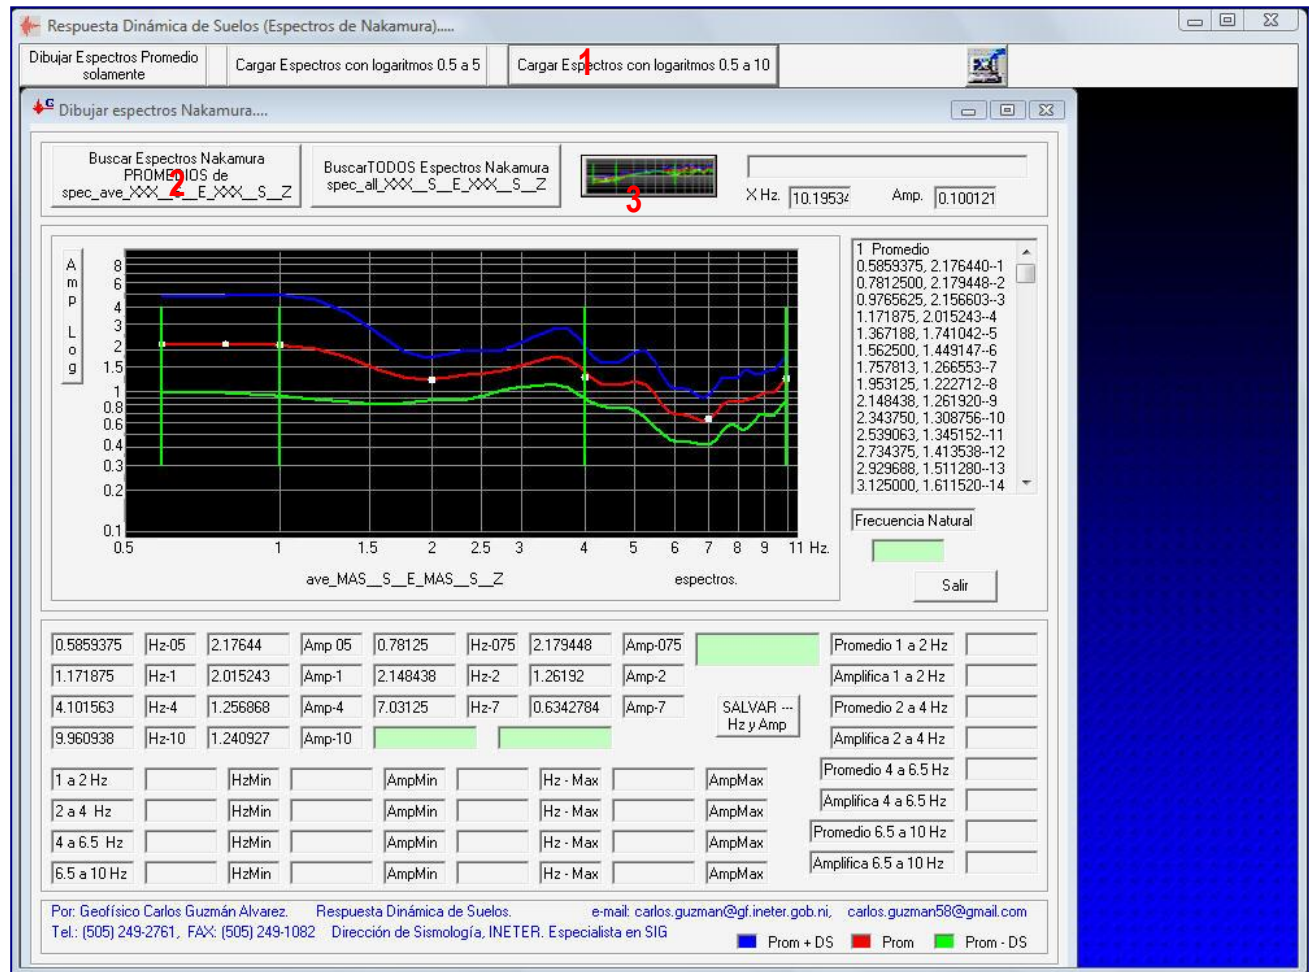 Respuesta Dinámica de Suelos (Espectros de Nakamura).....
Dibujar Espectros Promedio
solamente
Cargar Espectros con logaritmos 0.5 a 5
Cargar Espectros con logaritmos 0.5 a 10
1
Dibujar espectros Nakamura....
Buscar Espectros Nakamura
PROMEDIOS de
spec_ave_XXX__S__E_XXX__S__Z
2
BuscarTODOS Espectros Nakamura
spec_all_XXX__S__E_XXX__S__Z
3
X Hz. 10.19534 Amp. 0.100121
Amp Log
8
6
4
3
2
1.5
1
0.8
0.6
0.4
0.3
0.2
0.1
0.5 1 1.5 2 2.5 3 4 5 6 7 8 9 11 Hz.
ave_MAS__S__E_MAS__S__Z espectros.
1 Promedio
0.5859375, 2.176440--1
0.7812500, 2.179448--2
0.9765625, 2.156603--3
1.171875, 2.015243--4
1.367188, 1.741042--5
1.562500, 1.449147--6
1.757813, 1.266553--7
1.953125, 1.222712--8
2.148438, 1.261920--9
2.343750, 1.308756--10
2.539063, 1.345152--11
2.734375, 1.413538--12
2.929688, 1.511280--13
3.125000, 1.611520--14
Frecuencia Natural
Salir
0.5859375 Hz-05 2.17644 Amp 05 0.78125 Hz-075 2.179448 Amp-075 Promedio 1 a 2 Hz
1.171875 Hz-1 2.015243 Amp-1 2.148438 Hz-2 1.26192 Amp-2 Amplifica 1 a 2 Hz
4.101563 Hz-4 1.256868 Amp-4 7.03125 Hz-7 0.6342784 Amp-7 SALVAR --- Promedio 2 a 4 Hz
Hz y Amp
9.960938 Hz-10 1.240927 Amp-10 Amplifica 2 a 4 Hz
1 a 2 Hz HzMin AmpMin Hz - Max AmpMax Promedio 4 a 6.5 Hz
2 a 4 Hz HzMin AmpMin Hz - Max AmpMax Amplifica 4 a 6.5 Hz
4 a 6.5 Hz HzMin AmpMin Hz - Max AmpMax Promedio 6.5 a 10 Hz
6.5 a 10 Hz HzMin AmpMin Hz - Max AmpMax Amplifica 6.5 a 10 Hz
Por: Geofísico Carlos Guzmán Alvarez. Respuesta Dinámica de Suelos. e-mail: carlos.guzman@gf.ineter.gob.ni, carlos.guzman58@gmail.com
Tel.: (505) 249-2761, FAX: (505) 249-1082 Dirección de Sismología, INETER. Especialista en SIG
Prom + DS Prom Prom - DS